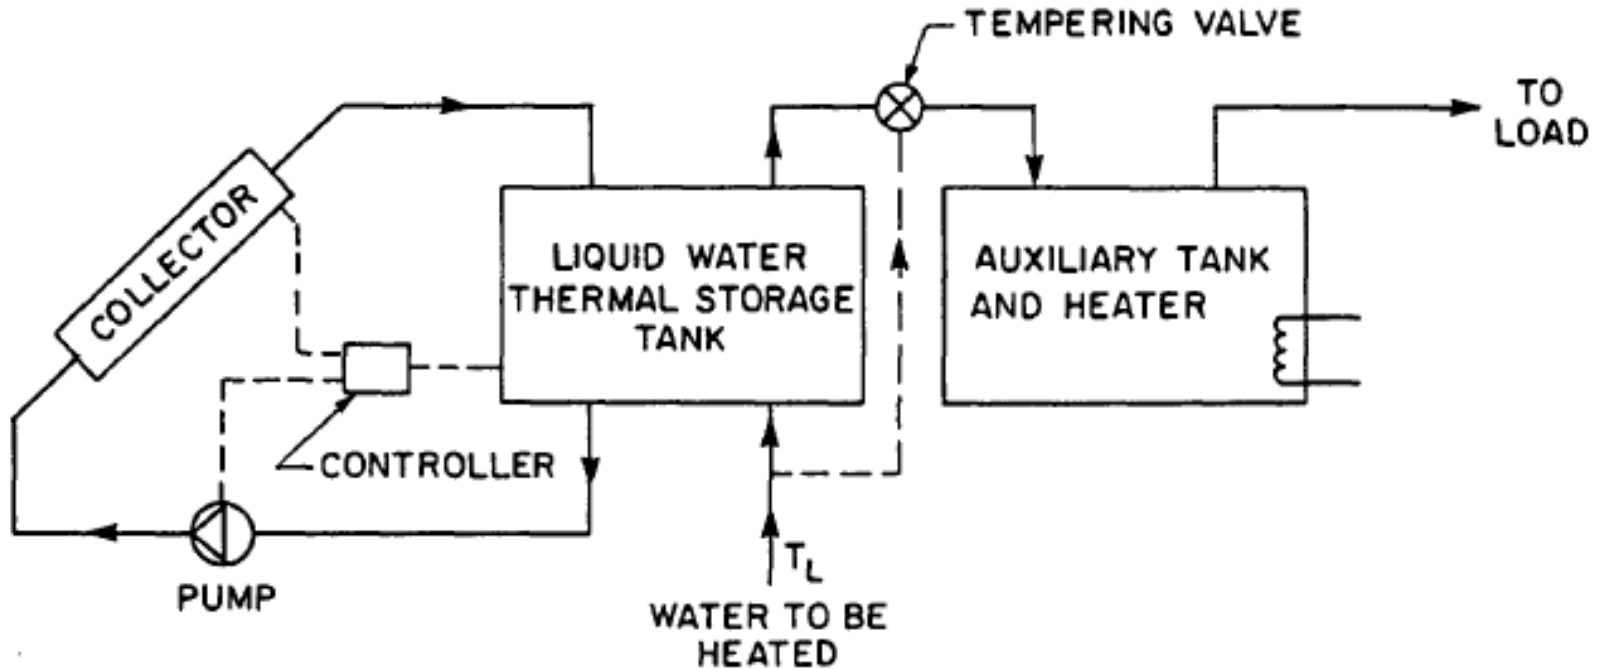 TEMPERING VALVE
TO
LOAD
COLLECTOR
LIQUID WATER
THERMAL STORAGE
TANK
AUXILIARY TANK
AND HEATER
CONTROLLER
PUMP
TL
WATER TO BE
HEATED